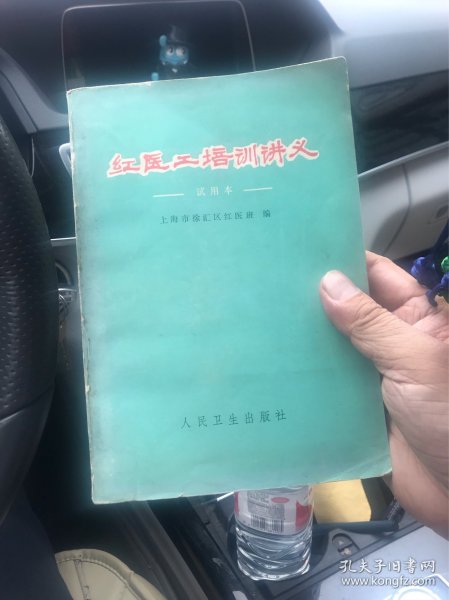 红医工培训讲义
试用本
上海市徐汇区红医班 编
人民卫生出版社
孔夫子旧书网
www.kongfz.com